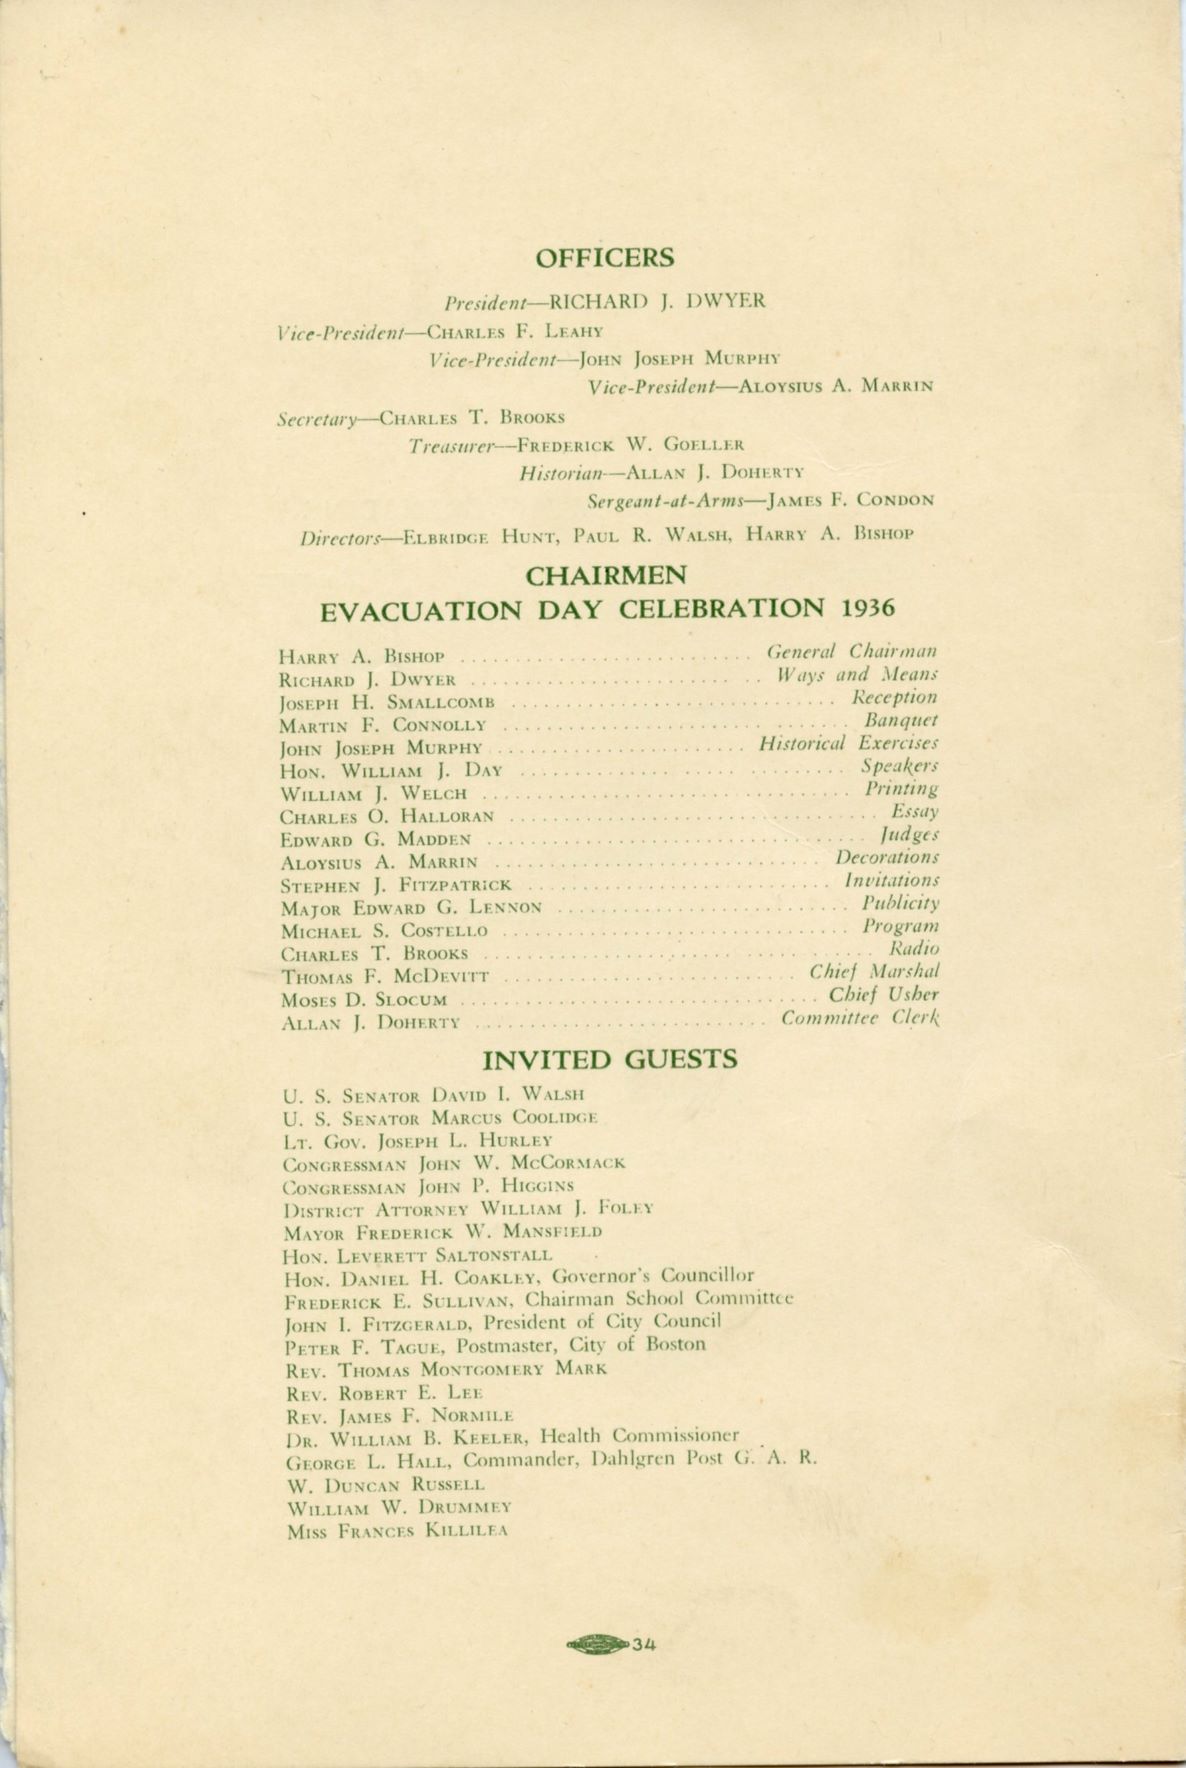 OFFICERS
President—RICHARD J. DWYER
Vice-President—CHARLES F. LEAHY
Vice-President—JOHN JOSEPH MURPHY
Vice-President—ALOYSIUS A. MARRIN
Secretary—CHARLES T. BROOKS
Treasurer—FREDERICK W. GOELLER
Historian—ALLAN J. DOHERTY
Sergeant-at-Arms—JAMES F. CONDON
Directors—ELBRIDGE HUNT, PAUL R. WALSH, HARRY A. BISHOP
CHAIRMEN
EVACUATION DAY CELEBRATION 1936
HARRY A. BISHOP .......................... General Chairman
RICHARD J. DWYER .......................... Ways and Means
JOSEPH H. SMALLCOMB .............................. Reception
MARTIN F. CONNOLLY ................................ Banquet
JOHN JOSEPH MURPHY ....................... Historical Exercises
HON. WILLIAM J. DAY .............................. Speakers
WILLIAM J. WELCH ................................. Printing
CHARLES O. HALLORAN ................................. Essay
EDWARD G. MADDEN ................................... Judges
ALOYSIUS A. MARRIN .............................. Decorations
STEPHEN J. FITZPATRICK ............................ Invitations
MAJOR EDWARD G. LENNON ........................... Publicity
MICHAEL S. COSTELLO ................................ Program
CHARLES T. BROOKS .................................... Radio
THOMAS F. MCDEVITT ........................... Chief Marshal
MOSES D. SLOCUM ................................. Chief Usher
ALLAN J. DOHERTY ........................... Committee Clerk
INVITED GUESTS
U. S. SENATOR DAVID I. WALSH
U. S. SENATOR MARCUS COOLIDGE
LT. GOV. JOSEPH L. HURLEY
CONGRESSMAN JOHN W. MCCORMACK
CONGRESSMAN JOHN P. HIGGINS
DISTRICT ATTORNEY WILLIAM J. FOLEY
MAYOR FREDERICK W. MANSFIELD
HON. LEVERETT SALTONSTALL
HON. DANIEL H. COAKLEY, Governor's Councillor
FREDERICK E. SULLIVAN, Chairman School Committee
JOHN I. FITZGERALD, President of City Council
PETER F. TAGUE, Postmaster, City of Boston
REV. THOMAS MONTGOMERY MARK
REV. ROBERT E. LEE
REV. JAMES F. NORMILE
DR. WILLIAM B. KEELER, Health Commissioner
GEORGE L. HALL, Commander, Dahlgren Post G. A. R.
W. DUNCAN RUSSELL
WILLIAM W. DRUMMEY
MISS FRANCES KILLILEA
34